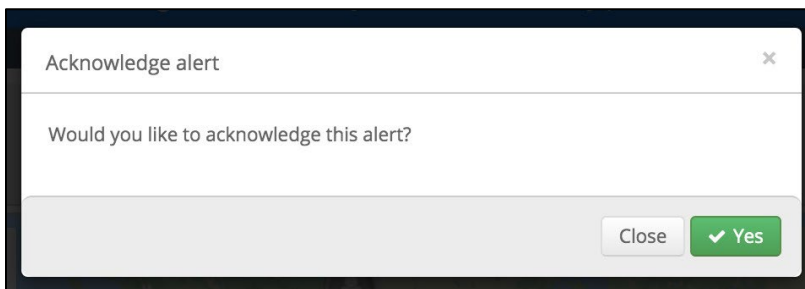 Acknowledge alert ×
Would you like to acknowledge this alert?
Close ✔ Yes